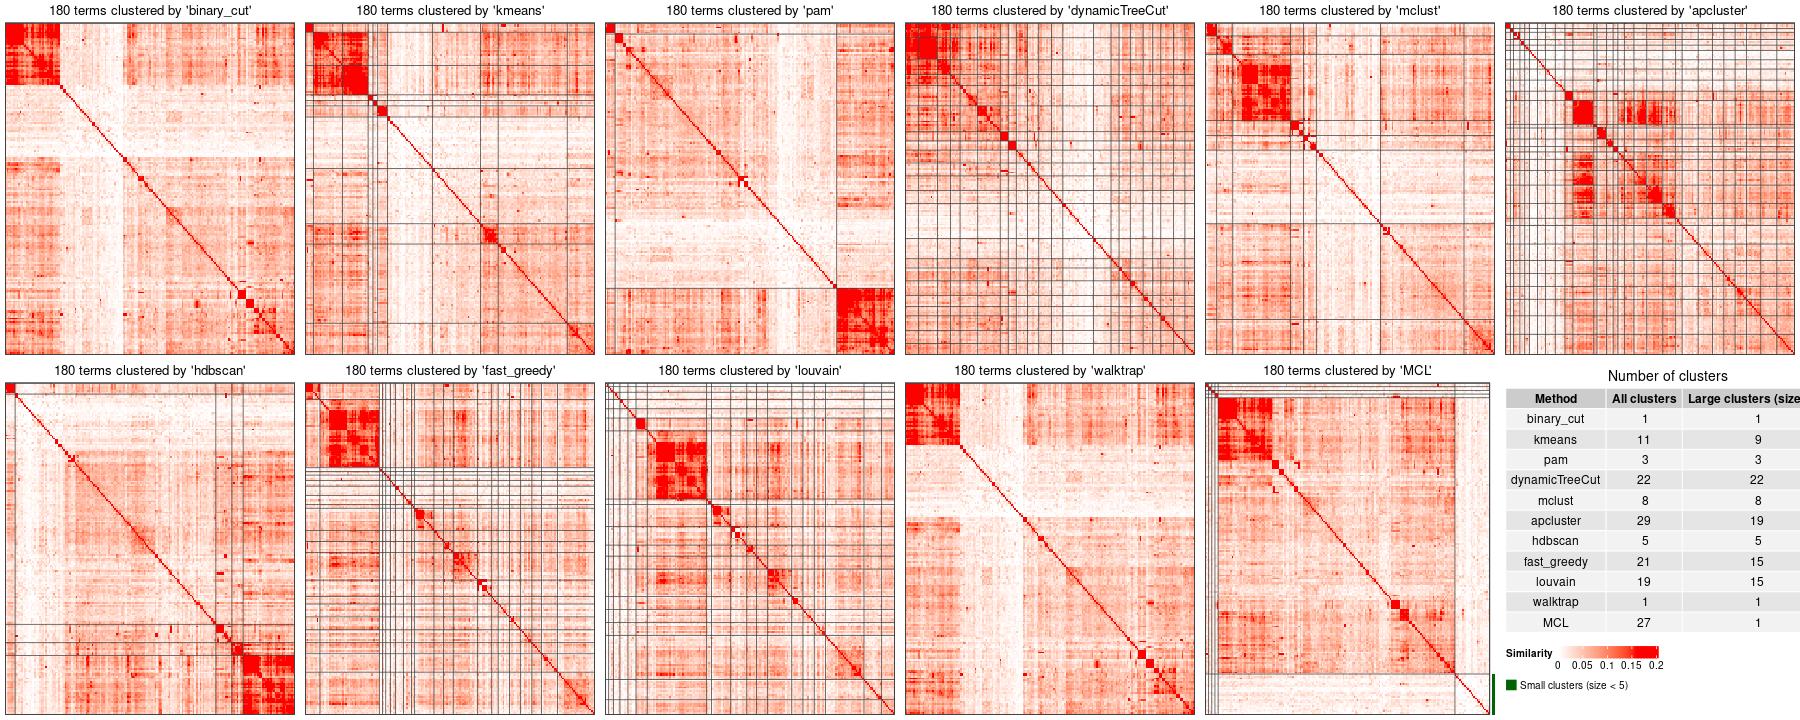 180 terms clustered by 'binary_cut'
180 terms clustered by 'kmeans'
180 terms clustered by 'pam'
180 terms clustered by 'dynamicTreeCut'
180 terms clustered by 'mclust'
180 terms clustered by 'apcluster'
180 terms clustered by 'hdbscan'
180 terms clustered by 'fast_greedy'
180 terms clustered by 'louvain'
180 terms clustered by 'walktrap'
180 terms clustered by 'MCL'
Number of clusters
Method All clusters Large clusters (size
binary_cut 1 1
kmeans 11 9
pam 3 3
dynamicTreeCut 22 22
mclust 8 8
apcluster 29 19
hdbscan 5 5
fast_greedy 21 15
louvain 19 15
walktrap 1 1
MCL 27 1
Similarity
0 0.05 0.1 0.15 0.2
Small clusters (size < 5)